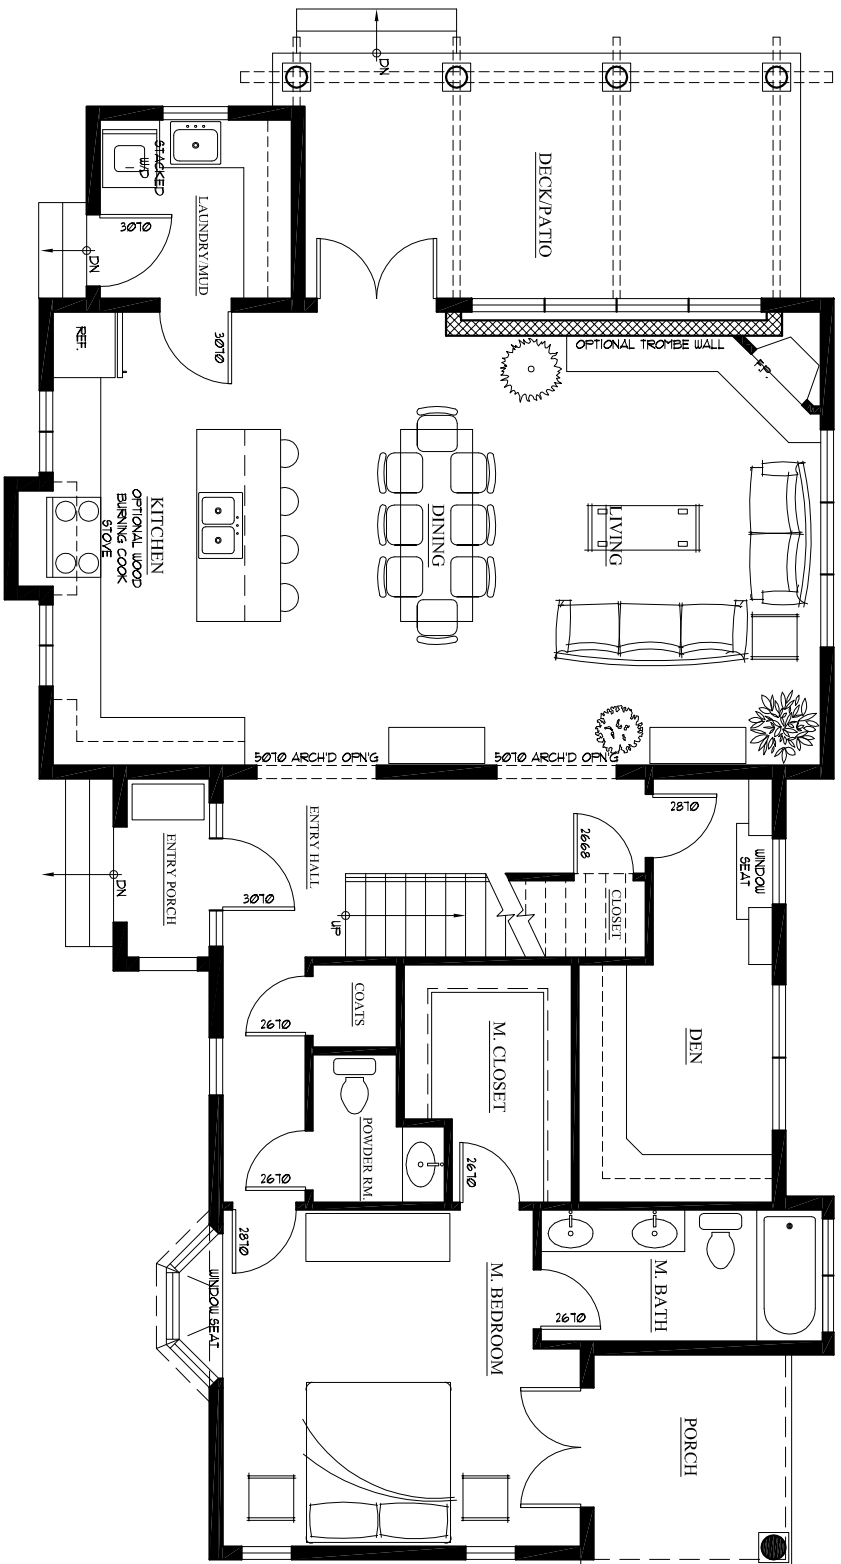 DN
DECK/PATIO
STACKED
W/D
LAUNDRY/MUD
3070
DN
3070
REF.
OPTIONAL TROMBE WALL
F.P.
KITCHEN
OPTIONAL WOOD
BURNING COOK
STOVE
DINING
LIVING
5070 ARCH'D OPN'G
5070 ARCH'D OPN'G
ENTRY PORCH
DN
3070
ENTRY HALL
UP
2668
CLOSET
2870
WINDOW
SEAT
COATS
2670
M. CLOSET
DEN
POWDER RM.
2670
2670
2870
WINDOW SEAT
M. BEDROOM
M. BATH
2670
PORCH